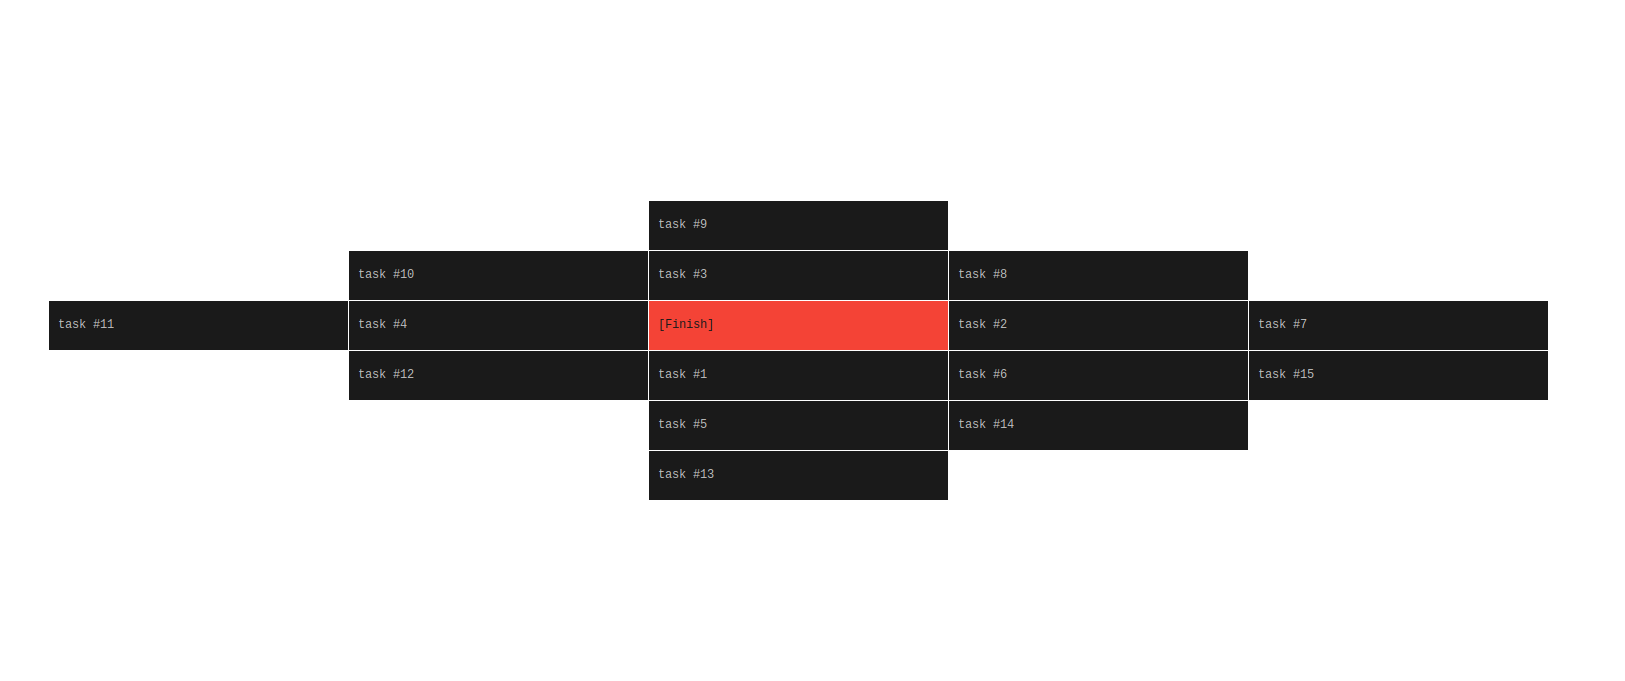 task #9
task #10
task #3
task #8
task #11
task #4
[Finish]
task #2
task #7
task #12
task #1
task #6
task #15
task #5
task #14
task #13